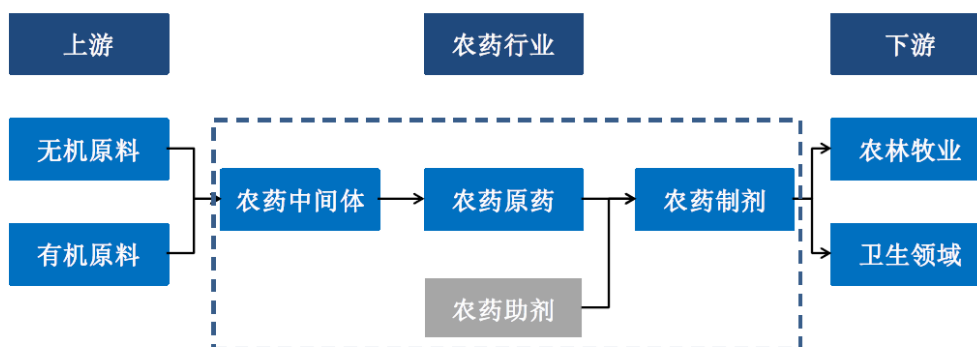 上游
农药行业
下游
无机原料
农林牧业
农药中间体
农药原药
农药制剂
有机原料
卫生领域
农药助剂